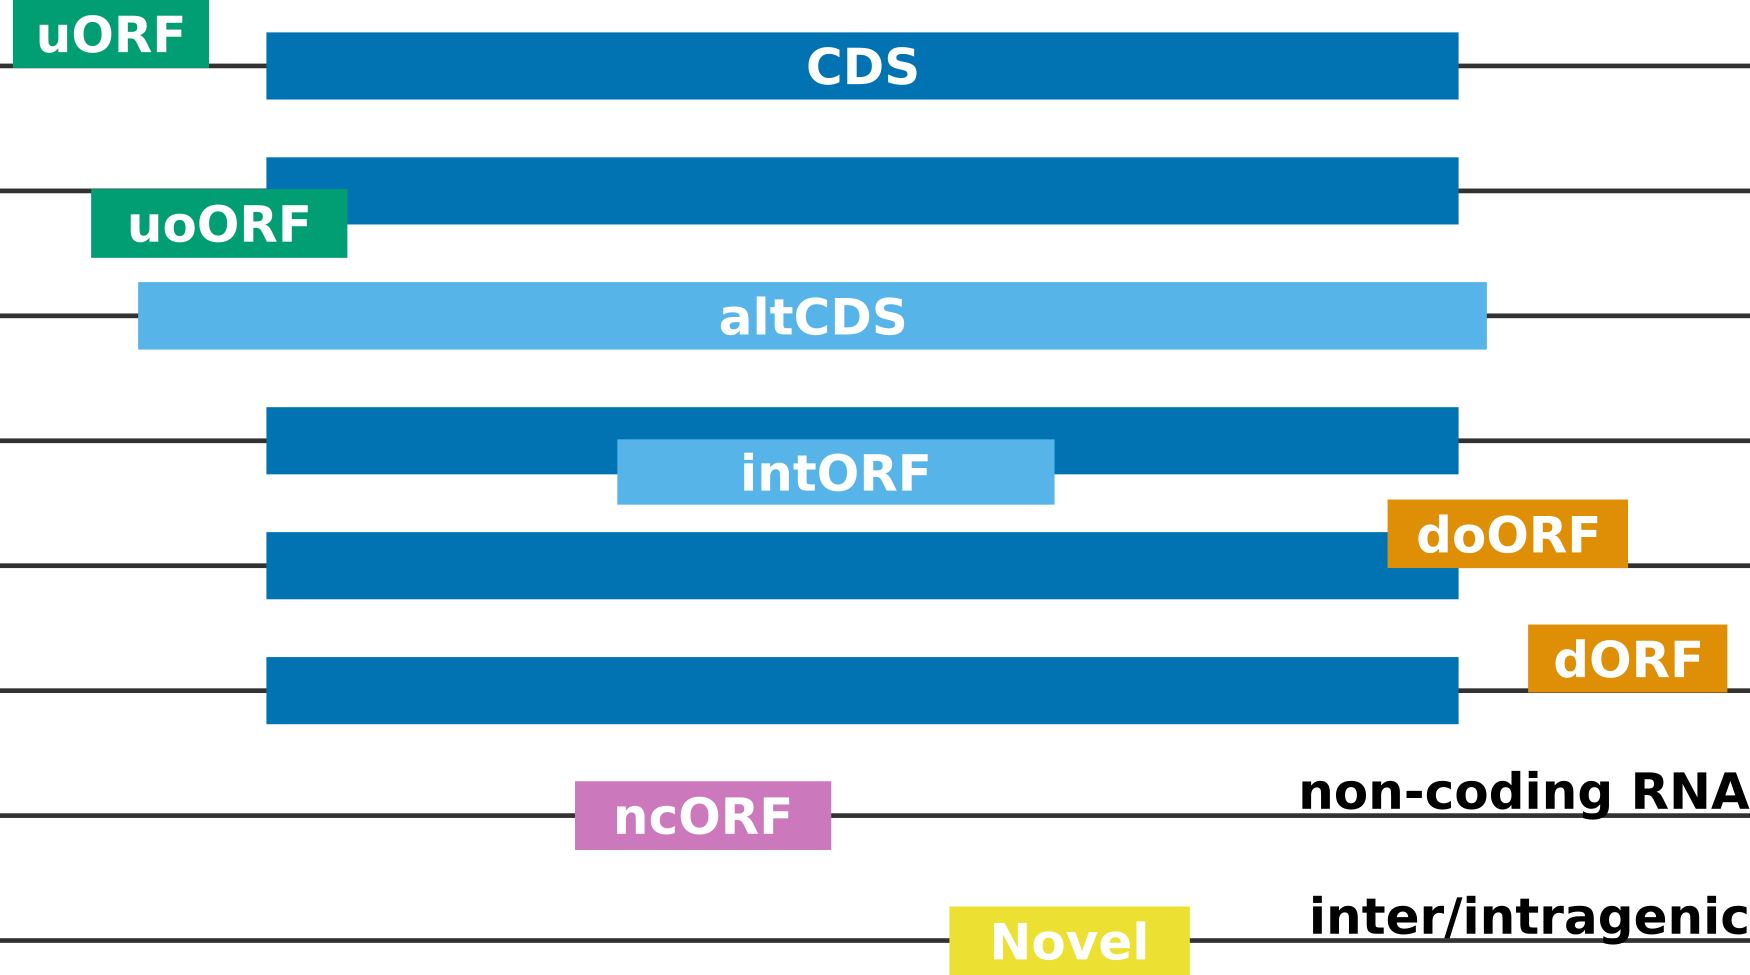 uORF
CDS
uoORF
altCDS
intORF
doORF
dORF
non-coding RNA
ncORF
inter/intragenic
Novel